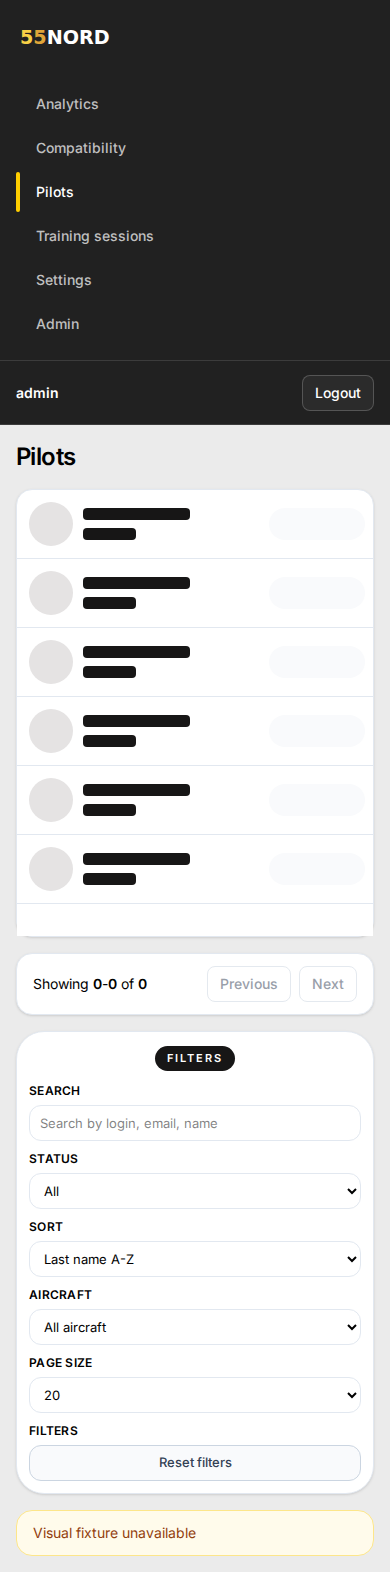 55NORD
Analytics
Compatibility
Pilots
Training sessions
Settings
Admin
admin
Logout
Pilots
Showing 0-0 of 0
Previous
Next
FILTERS
SEARCH
Search by login, email, name
STATUS
All
SORT
Last name A-Z
AIRCRAFT
All aircraft
PAGE SIZE
20
FILTERS
Reset filters
Visual fixture unavailable